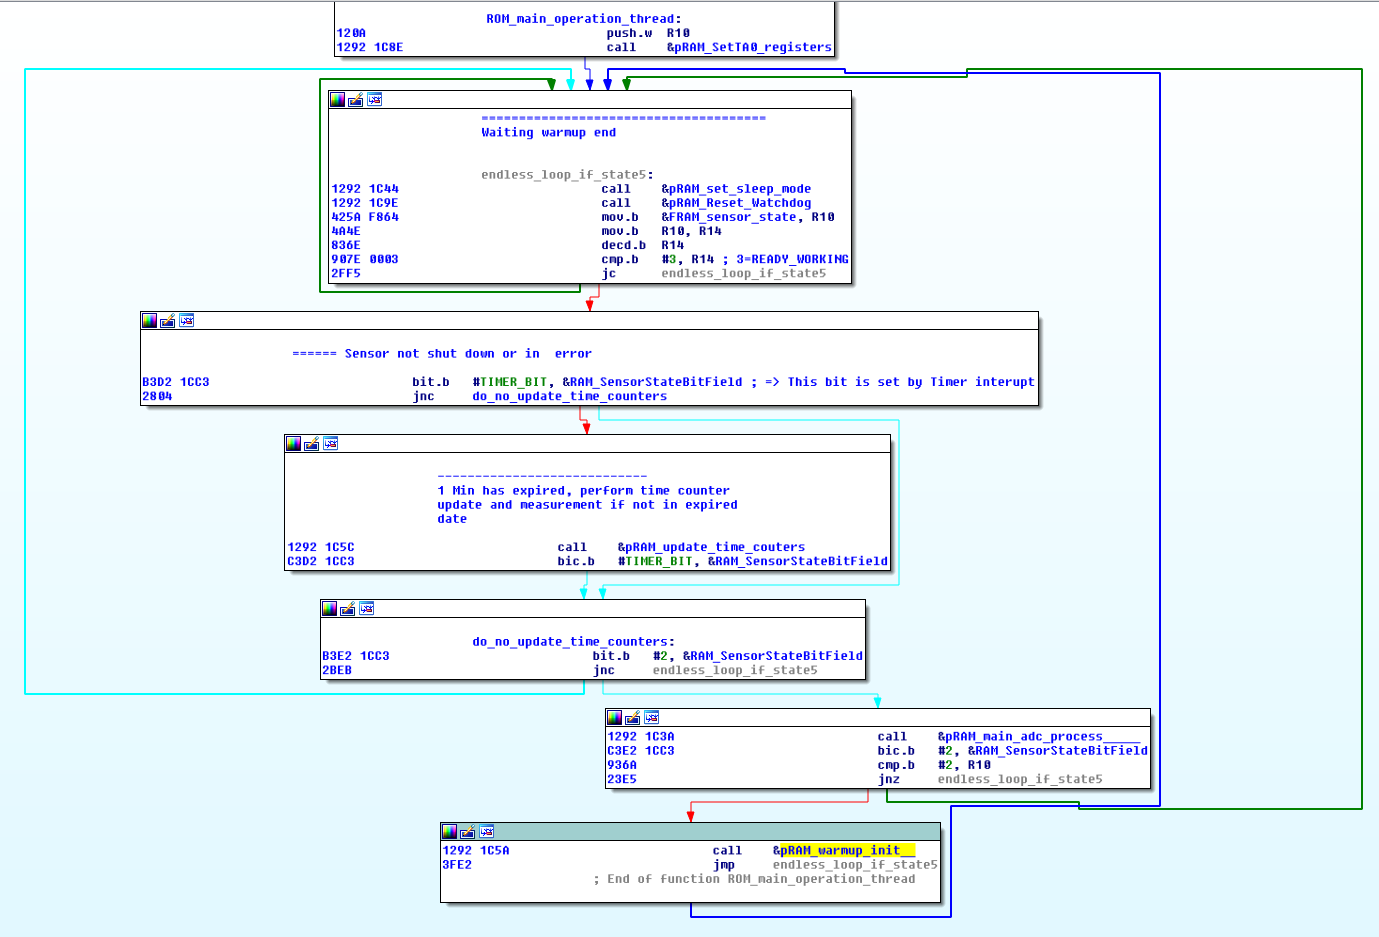 ROM_main_operation_thread:
120A push.w R10
1292 1C8E call &pRAM_SetTA0_registers
======================================
Waiting warmup end
endless_loop_if_state5:
1292 1C44 call &pRAM_set_sleep_mode
1292 1C9E call &pRAM_Reset_Watchdog
425A F864 mov.b &FRAM_sensor_state, R10
4A4E mov.b R10, R14
836E decd.b R14
907E 0003 cmp.b #3, R14 ; 3=READY_WORKING
2FF5 jc endless_loop_if_state5
====== Sensor not shut down or in  error
B3D2 1CC3 bit.b #TIMER_BIT, &RAM_SensorStateBitField ; => This bit is set by Timer interupt
2804 jnc do_no_update_time_counters
----------------------------
1 Min has expired, perform time counter
update and measurement if not in expired
date
1292 1C5C call &pRAM_update_time_couters
C3D2 1CC3 bic.b #TIMER_BIT, &RAM_SensorStateBitField
do_no_update_time_counters:
B3E2 1CC3 bit.b #2, &RAM_SensorStateBitField
2BEB jnc endless_loop_if_state5
1292 1C3A call &pRAM_main_adc_process_____
C3E2 1CC3 bic.b #2, &RAM_SensorStateBitField
936A cmp.b #2, R10
23E5 jnz endless_loop_if_state5
1292 1C5A call &pRAM_warmup_init__
3FE2 jmp endless_loop_if_state5
; End of function ROM_main_operation_thread